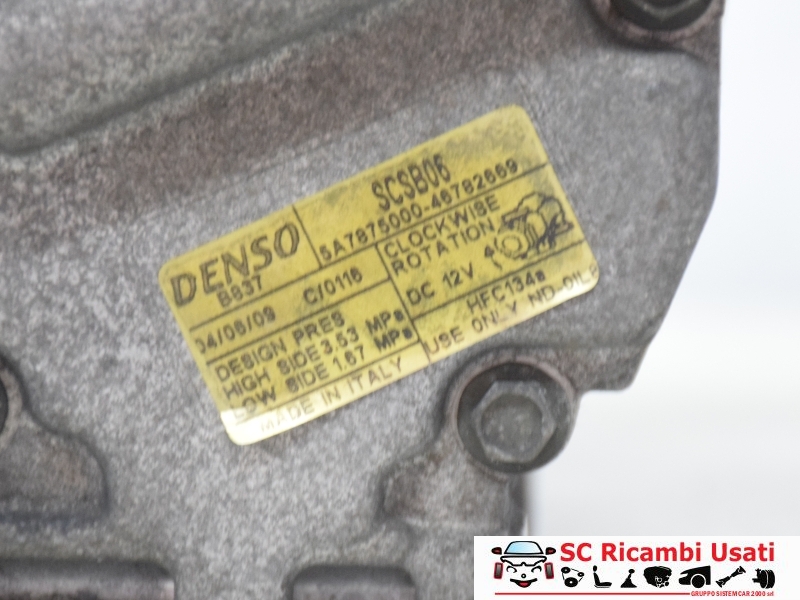 SCSB06
DENSO
5A7875000-46782669
B837
CLOCKWISE
ROTATION
04/06/09 C/0116
DC 12V
HFC134a
DESIGN PRES
HIGH SIDE 3,53 MPa
LOW SIDE 1.67 MPa
USE ONLY ND-OIL8
MADE IN ITALY
SC Ricambi Usati
GRUPPO SISTEMCAR 2000 srl